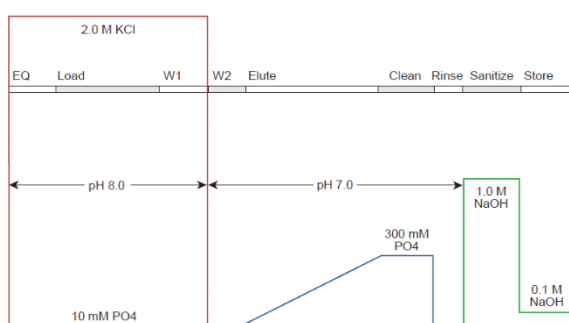 2.0 M KCl
EQ Load W1 W2 Elute Clean Rinse Sanitize Store
pH 8.0
pH 7.0
1.0 M
NaOH
300 mM
PO4
0.1 M
NaOH
10 mM PO4